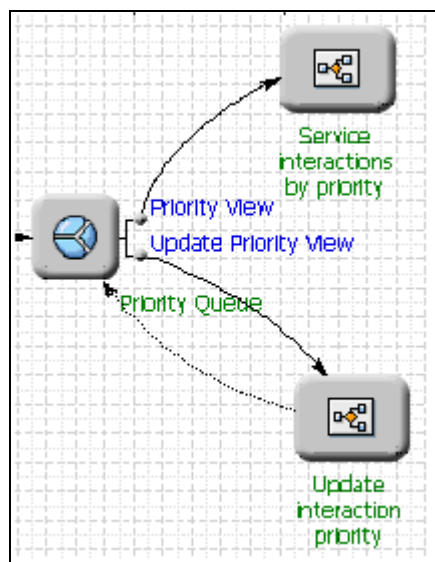 Service
interactions
by priority
Priority View
Update Priority View
Priority Queue
Update
interaction
priority